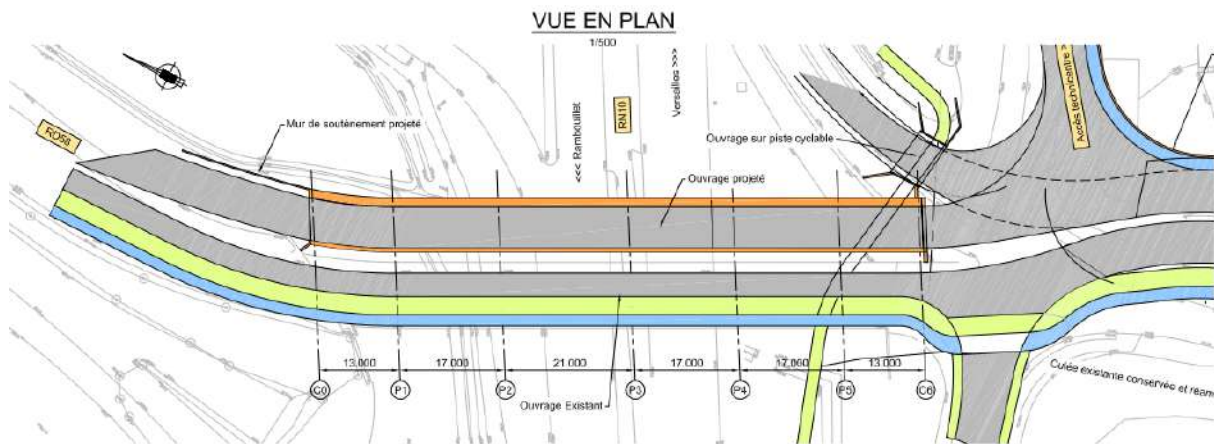 VUE EN PLAN
1/500
RD58
Mur de soutènement projeté
<<< Rambouillet
RN10
Versailles >>>
Ouvrage sur piste cyclable
Accès technicentre >
Ouvrage projeté
13.000
17.000
21.000
17.000
17.000
13.000
C0
P1
P2
P3
P4
P5
C6
Ouvrage Existant
Culée existante conservée et réam